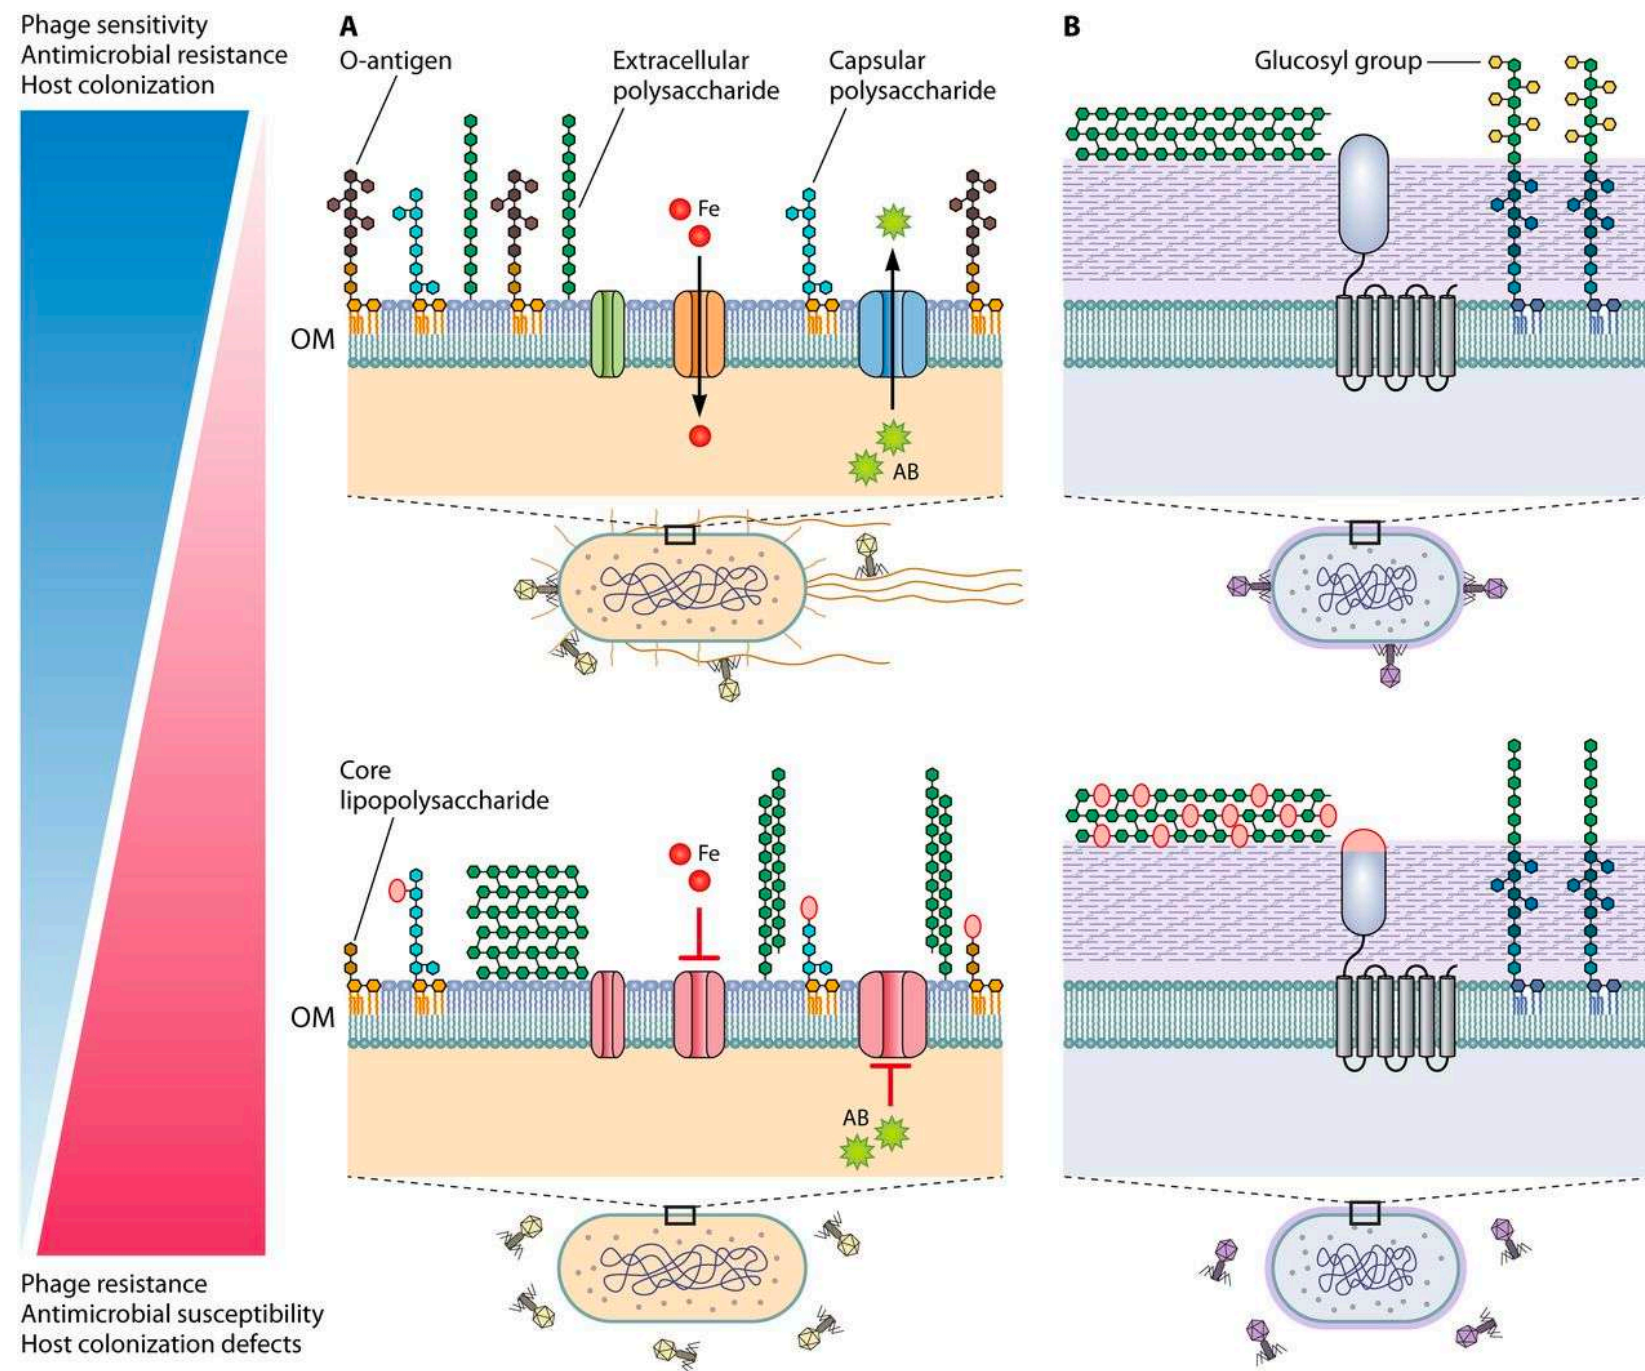 Phage sensitivity
Antimicrobial resistance
Host colonization
A
O-antigen
Extracellular
polysaccharide
Capsular
polysaccharide
Fe
OM
AB
B
Glucosyl group
Core
lipopolysaccharide
Fe
OM
AB
Phage resistance
Antimicrobial susceptibility
Host colonization defects